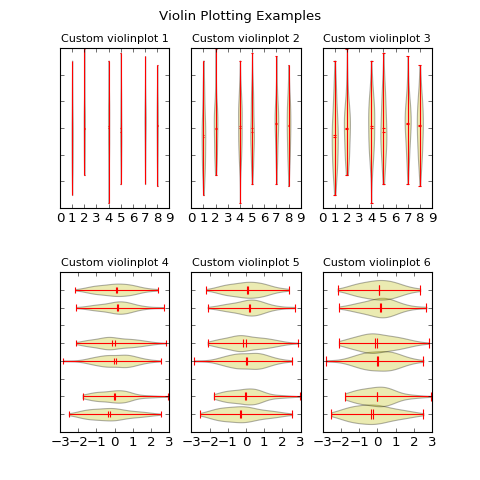 Violin Plotting Examples
Custom violinplot 1 Custom violinplot 2 Custom violinplot 3
0 1 2 3 4 5 6 7 8 9 0 1 2 3 4 5 6 7 8 9 0 1 2 3 4 5 6 7 8 9
Custom violinplot 4 Custom violinplot 5 Custom violinplot 6
−3 −2 −1 0 1 2 3 −3 −2 −1 0 1 2 3 −3 −2 −1 0 1 2 3